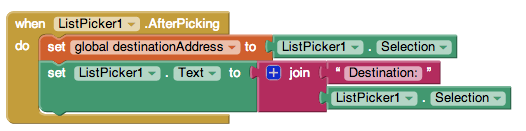 when ListPicker1 .AfterPicking
do set global destinationAddress to ListPicker1 . Selection
set ListPicker1 . Text to join " Destination: "
ListPicker1 . Selection